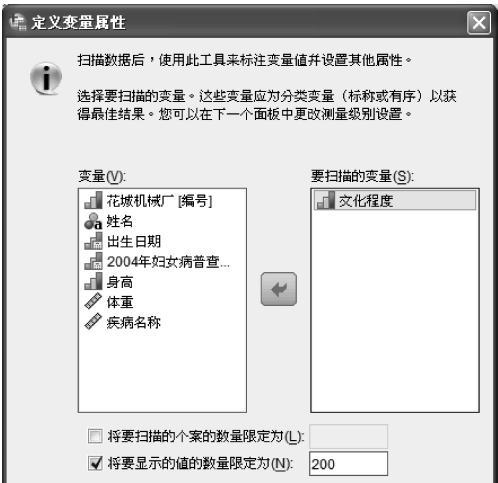 定义变量属性
扫描数据后，使用此工具来标注变量值并设置其他属性。
选择要扫描的变量。这些变量应为分类变量（标称或有序）以获
得最佳结果。您可以在下一个面板中更改测量级别设置。
变量(V):
花城机械厂 [编号]
姓名
出生日期
2004年妇女病普查...
身高
体重
疾病名称
要扫描的变量(S):
文化程度
将要扫描的个案的数量限定为(L):
将要显示的值的数量限定为(N): 200